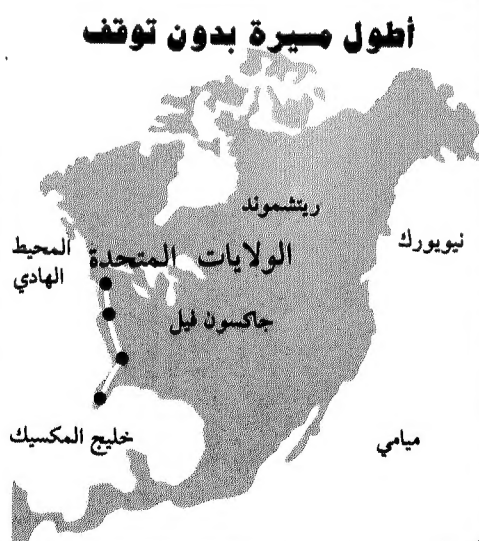 أطول مسيرة بدون توقف
ريتشموند
نيويورك
الولايات المتحدة
المحيط
الهادي
جاكسون فيل
خليج المكسيك
ميامي